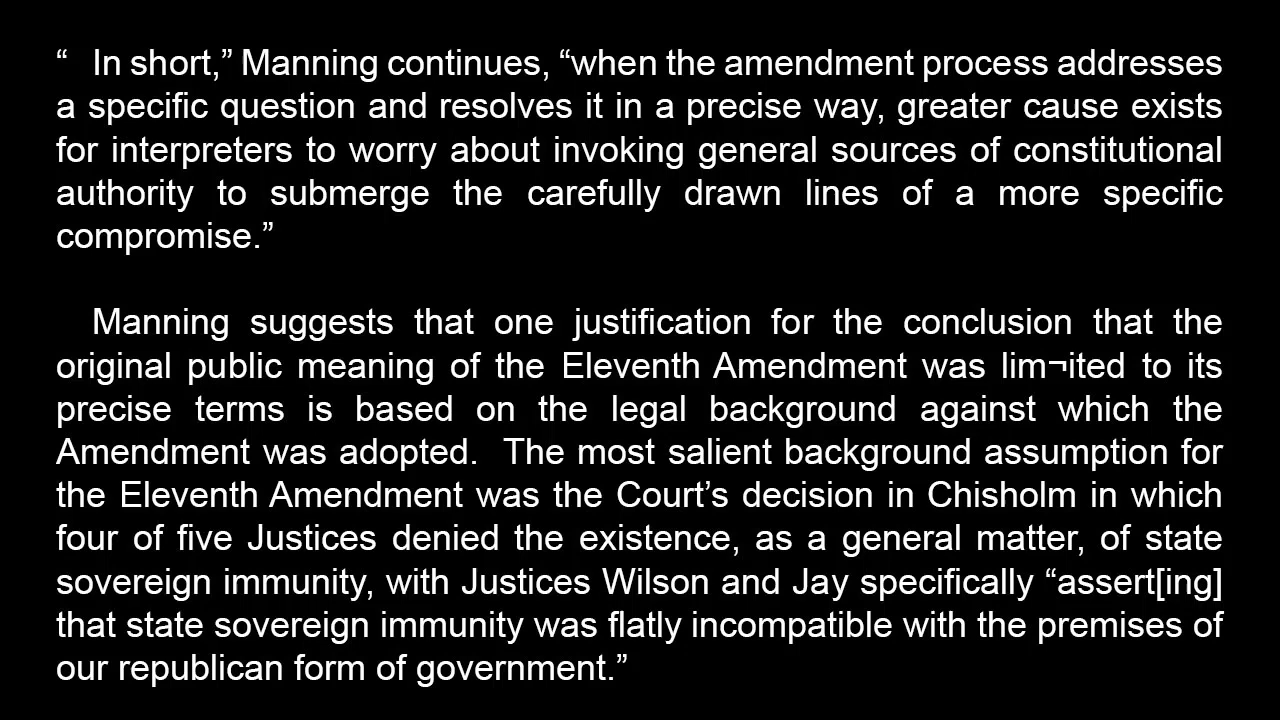 “ In short,” Manning continues, “when the amendment process addresses
a specific question and resolves it in a precise way, greater cause exists
for interpreters to worry about invoking general sources of constitutional
authority to submerge the carefully drawn lines of a more specific
compromise.”
Manning suggests that one justification for the conclusion that the
original public meaning of the Eleventh Amendment was lim¬ited to its
precise terms is based on the legal background against which the
Amendment was adopted. The most salient background assumption for
the Eleventh Amendment was the Court’s decision in Chisholm in which
four of five Justices denied the existence, as a general matter, of state
sovereign immunity, with Justices Wilson and Jay specifically “assert[ing]
that state sovereign immunity was flatly incompatible with the premises of
our republican form of government.”